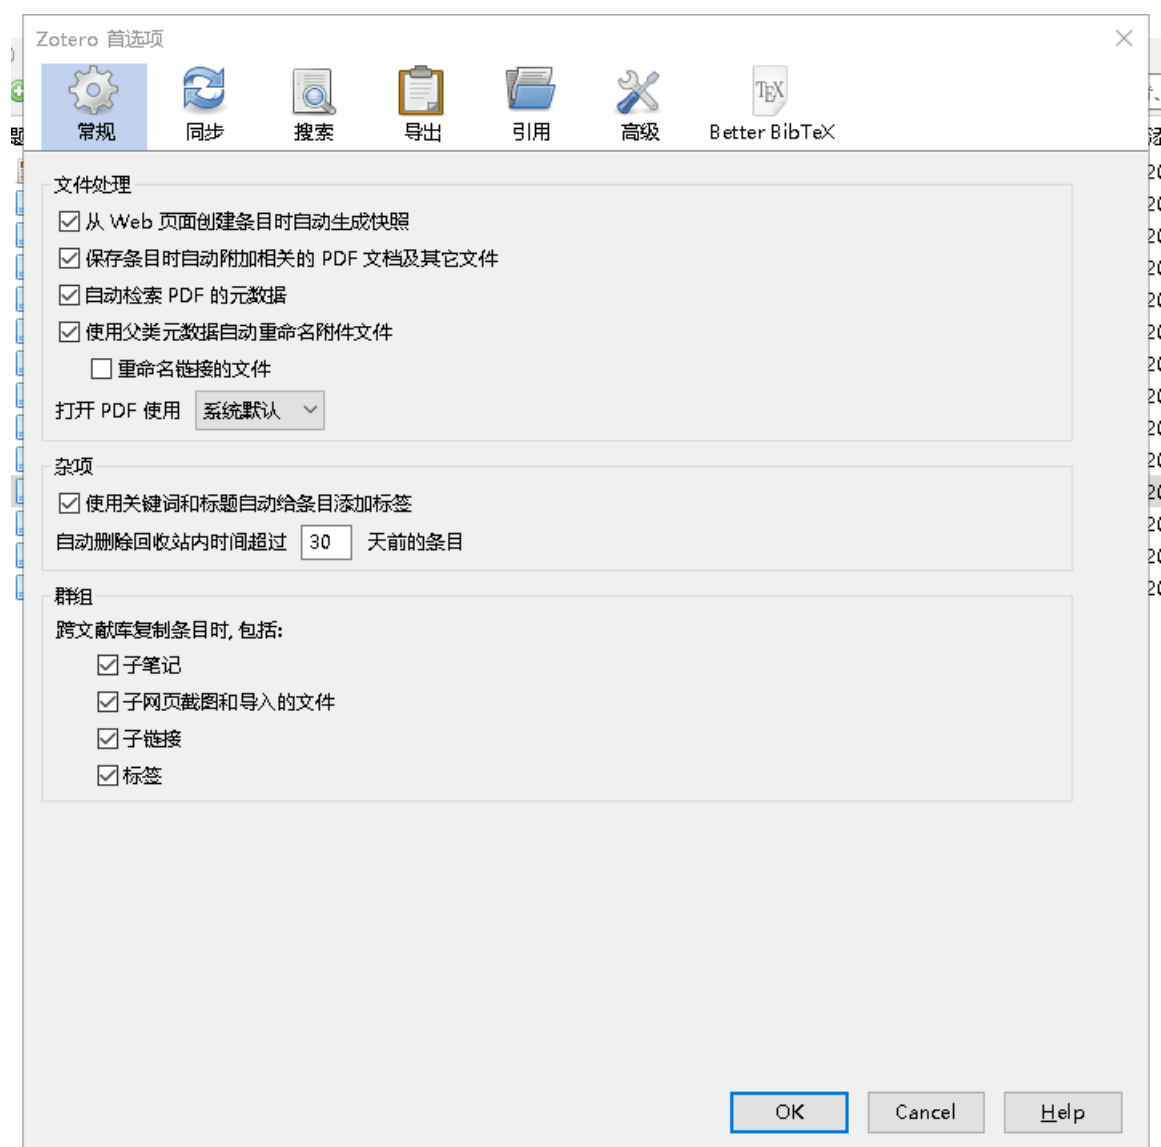 Zotero 首选项
常规
同步
搜索
导出
引用
高级
Better BibTeX
文件处理
从 Web 页面创建条目时自动生成快照
保存条目时自动附加相关的 PDF 文档及其它文件
自动检索 PDF 的元数据
使用父类元数据自动重命名附件文件
重命名链接的文件
打开 PDF 使用 系统默认
杂项
使用关键词和标题自动给条目添加标签
自动删除回收站内时间超过 30 天前的条目
群组
跨文献库复制条目时, 包括:
子笔记
子网页截图和导入的文件
子链接
标签
OK Cancel Help